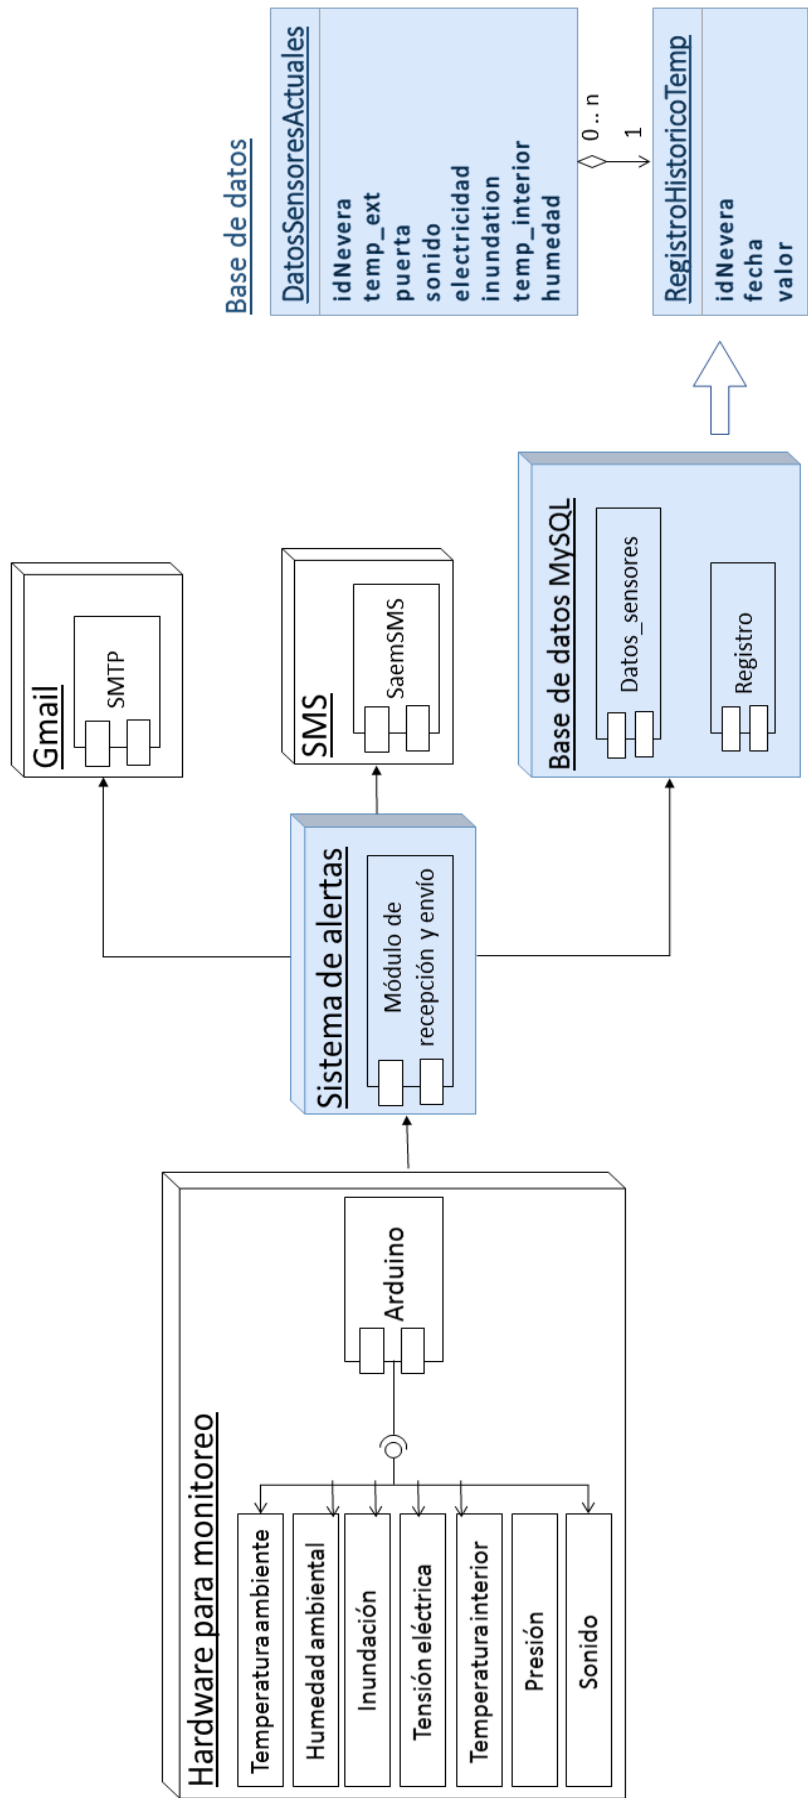 Hardware para monitoreo
Temperatura ambiente
Humedad ambiental
Inundación
Tensión eléctrica
Temperatura interior
Presión
Sonido
Arduino
Sistema de alertas
Módulo de
recepción y envío
Gmail
SMTP
SMS
SaemSMS
Base de datos MySQL
Datos_sensores
Registro
Base de datos
DatosSensoresActuales
idNevera
temp_ext
puerta
sonido
electricidad
inundation
temp_interior
humedad
0 .. n
1
RegistroHistoricoTemp
idNevera
fecha
valor